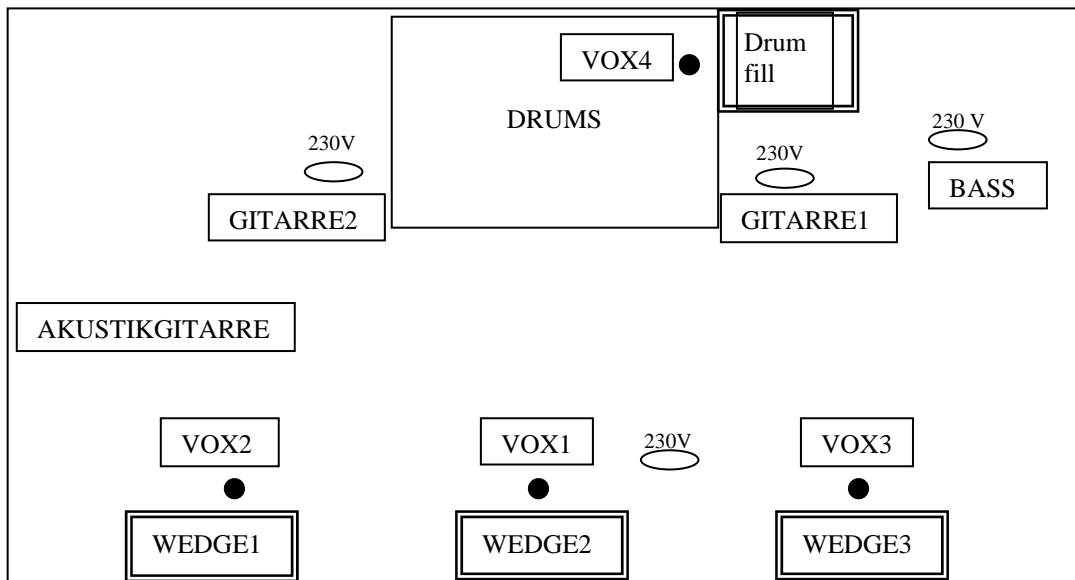 Drum
fill
VOX4
DRUMS
230 V
230V
230V
BASS
GITARRE2
GITARRE1
AKUSTIKGITARRE
VOX2
VOX1
230V
VOX3
WEDGE1
WEDGE2
WEDGE3